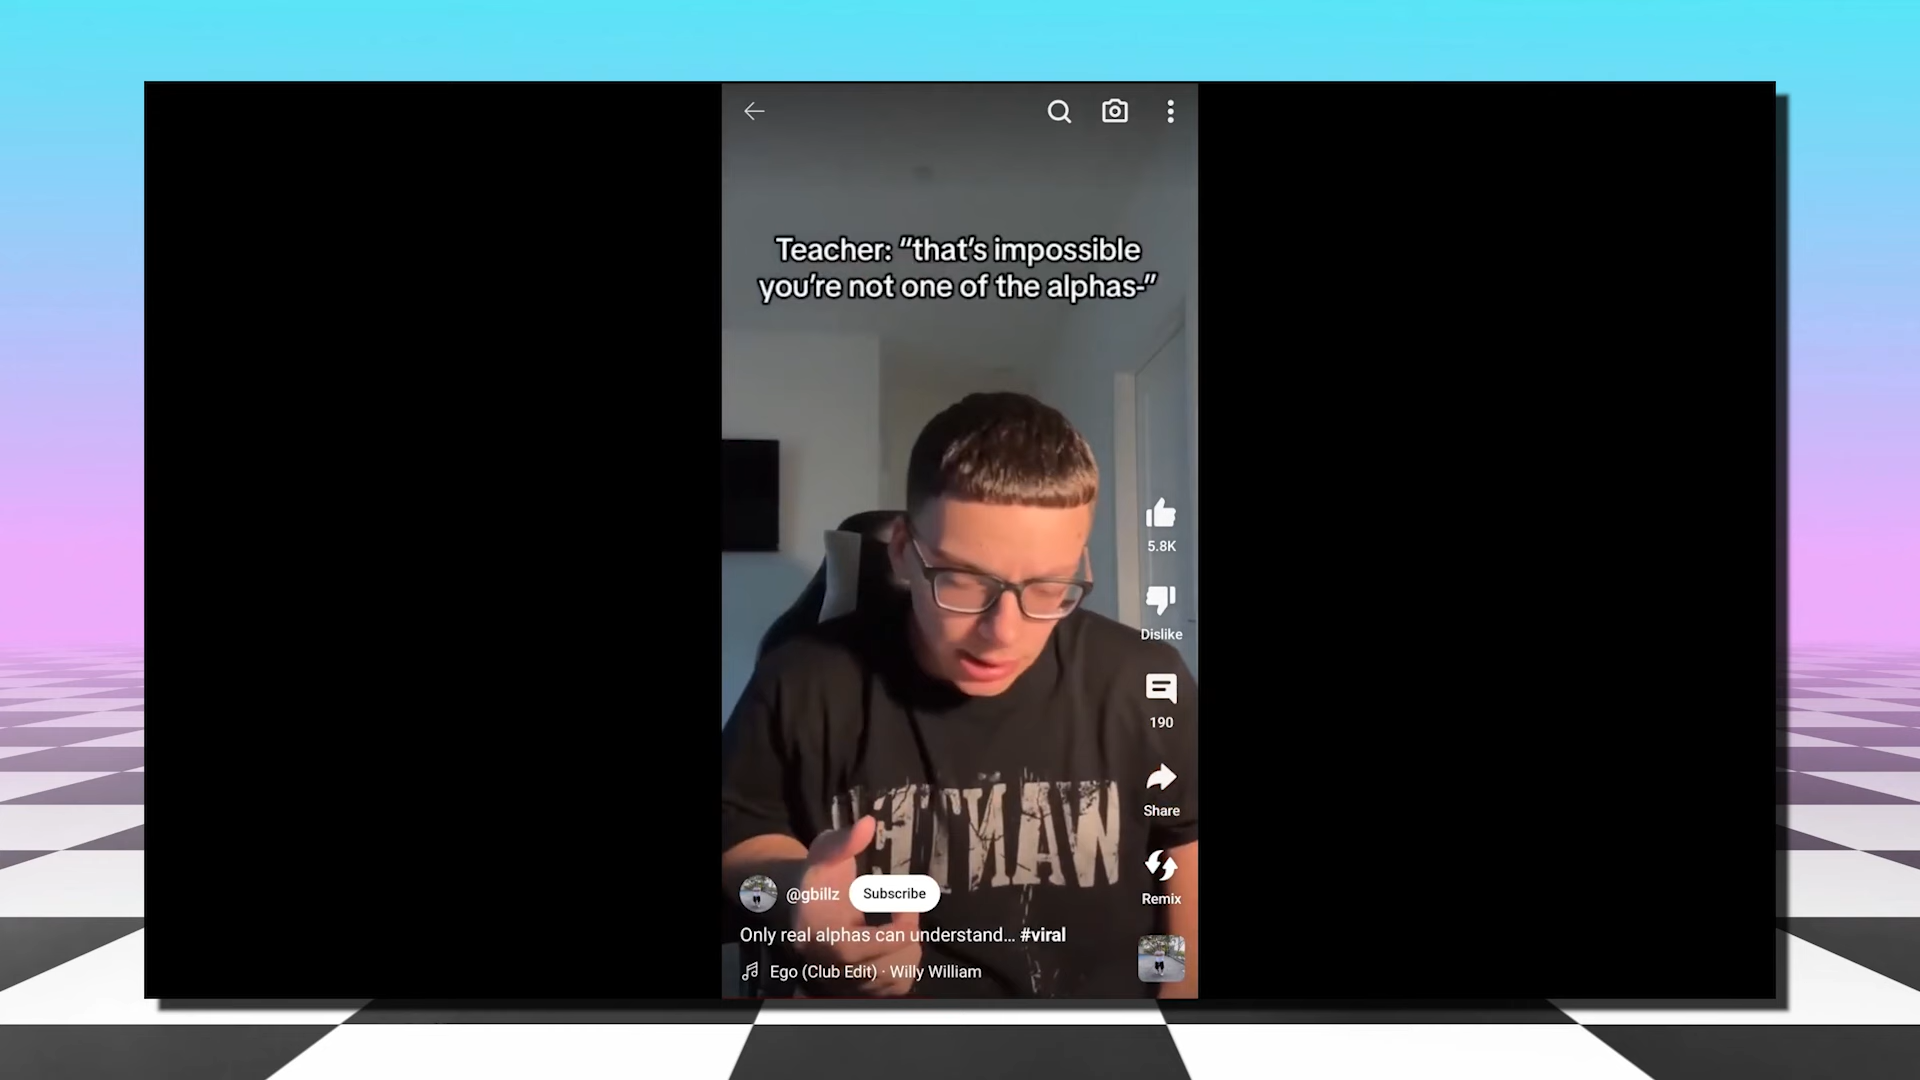 Teacher: “that’s impossible
you’re not one of the alphas-”
5.8K
Dislike
190
Share
Remix
@gbillz
Subscribe
Only real alphas can understand... #viral
Ego (Club Edit) · Willy William